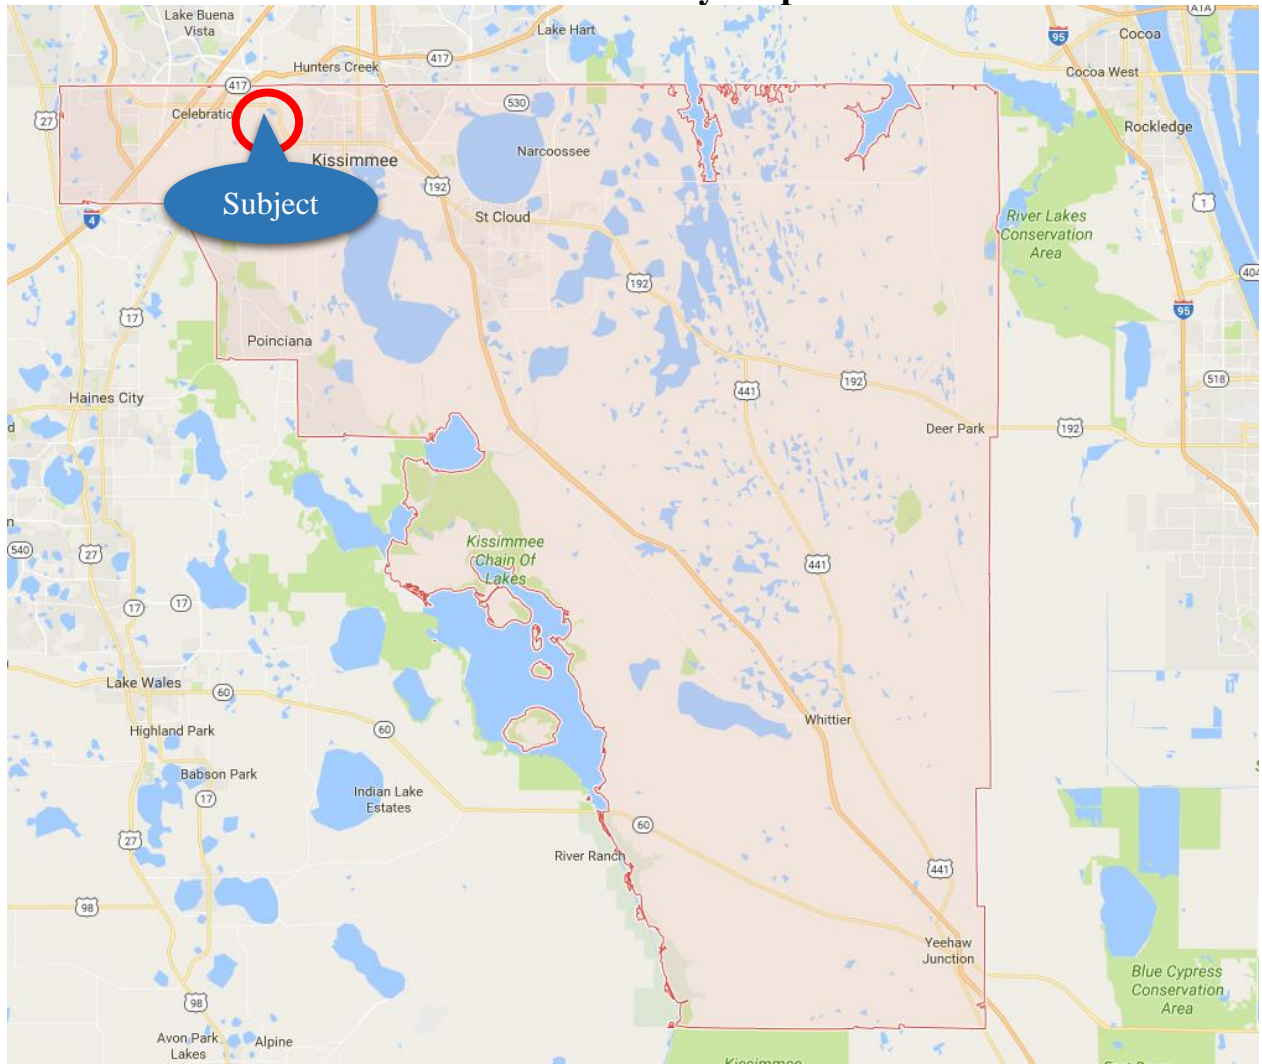 Lake Buena
Vista
Lake Hart
A1A
95
Cocoa
Hunters Creek
417
Cocoa West
417
27
Celebratio
530
Rockledge
Kissimmee
Narcoossee
192
Subject
1
4
St Cloud
River Lakes
Conservation
Area
404
192
17
95
Poinciana
518
192
441
Haines City
Deer Park
192
540
27
Kissimmee
Chain Of
Lakes
441
17
17
Lake Wales
60
Highland Park
60
Whittier
Babson Park
17
Indian Lake
Estates
27
60
River Ranch
441
98
Yeehaw
Junction
Blue Cypress
Conservation
Area
98
Avon Park
Lakes
Alpine